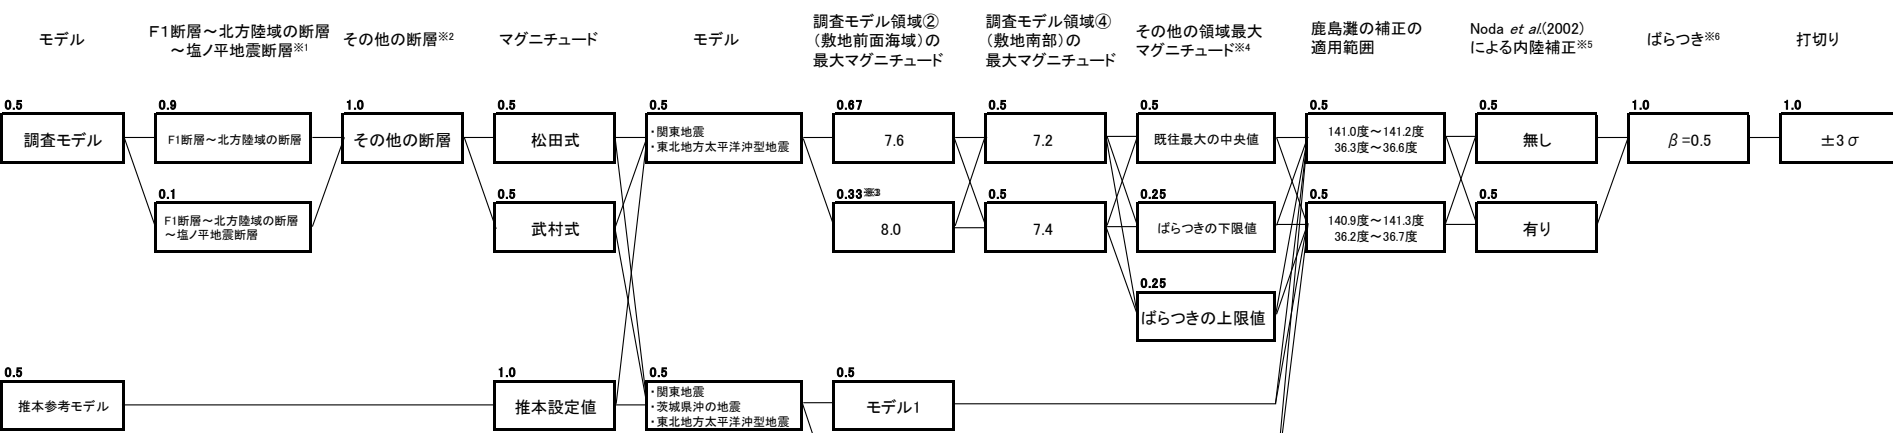 モデル
F1断層～北方陸域の断層
～塩ノ平地震断層※1
その他の断層※2
マグニチュード
モデル
調査モデル領域②
（敷地前面海域）の
最大マグニチュード
調査モデル領域④
（敷地南部）の
最大マグニチュード
その他の領域最大
マグニチュード※4
鹿島灘の補正の
適用範囲
Noda et al.(2002)
による内陸補正※5
ばらつき※6
打切り
0.5
調査モデル
0.9
F1断層～北方陸域の断層
1.0
その他の断層
0.5
松田式
0.5
・関東地震
・東北地方太平洋沖型地震
0.67
7.6
0.5
7.2
0.5
既往最大の中央値
0.5
141.0度～141.2度
36.3度～36.6度
0.5
無し
1.0
β=0.5
1.0
±3σ
0.1
F1断層～北方陸域の断層
～塩ノ平地震断層
0.5
武村式
0.33※3
8.0
0.5
7.4
0.25
ばらつきの下限値
0.5
140.9度～141.3度
36.2度～36.7度
0.5
有り
0.25
ばらつきの上限値
0.5
推本参考モデル
1.0
推本設定値
0.5
・関東地震
・茨城県沖の地震
・東北地方太平洋沖型地震
0.5
モデル1